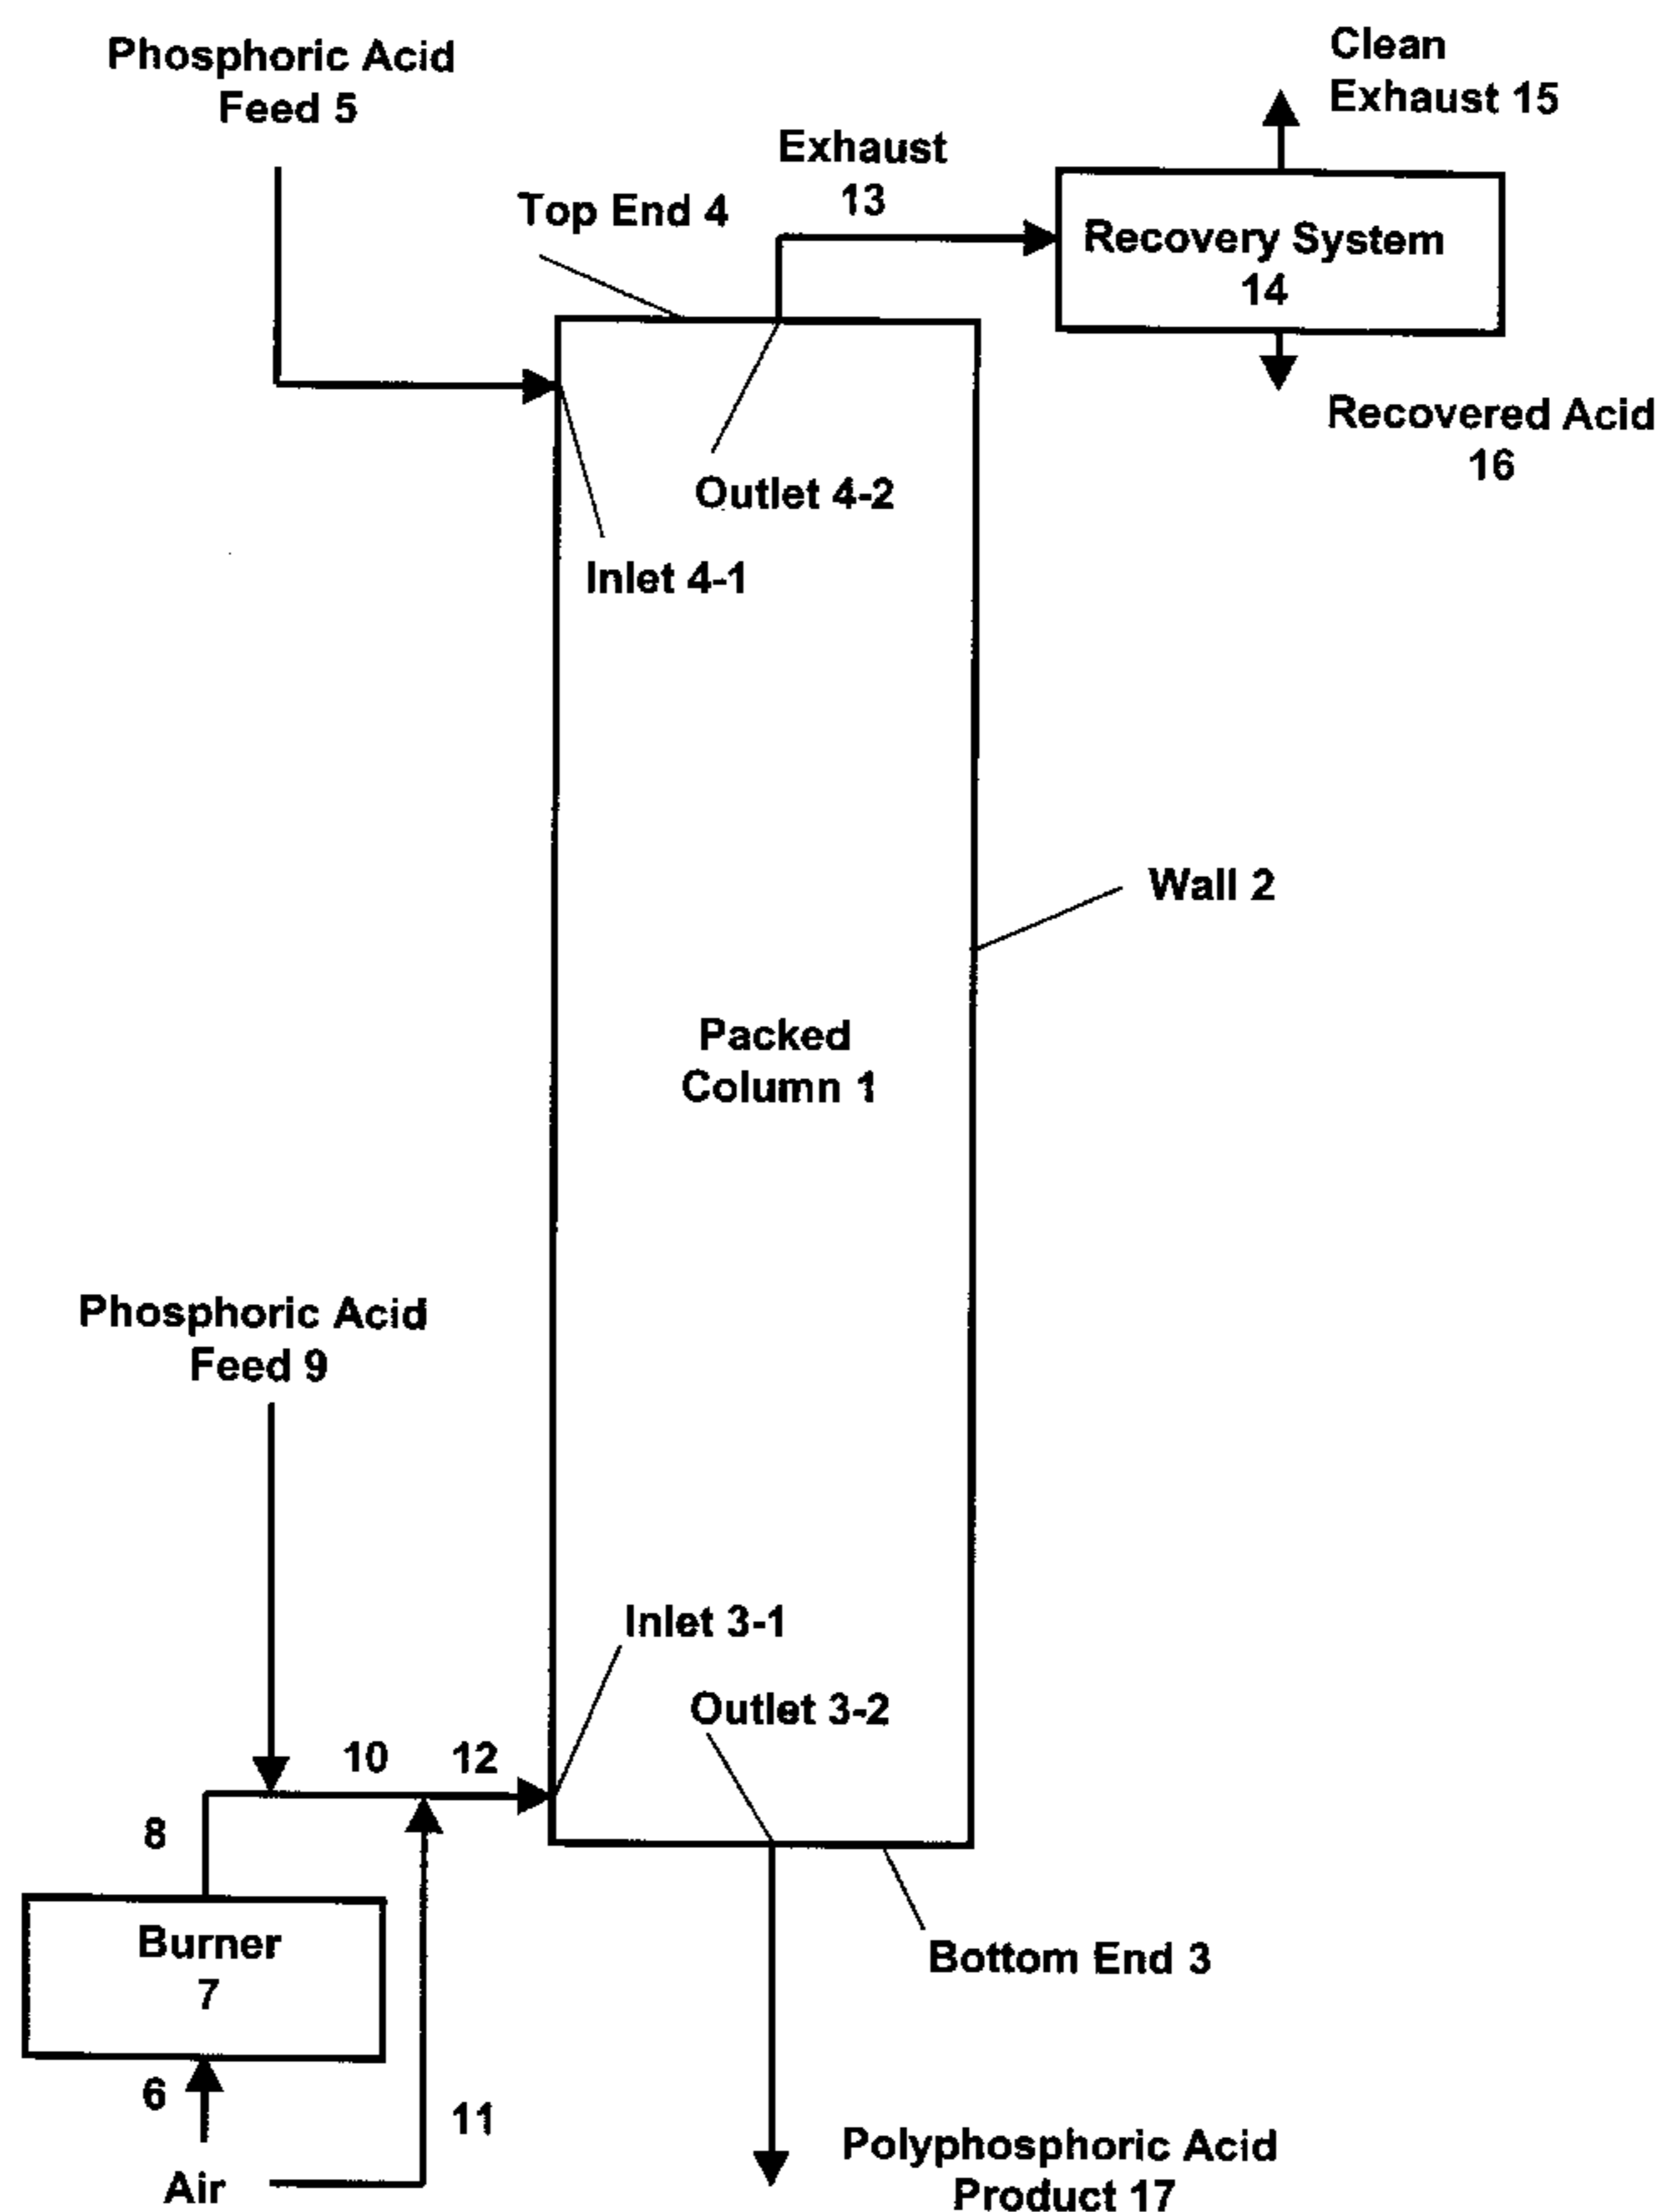 Phosphoric Acid
Feed 5
Clean
Exhaust 15
Exhaust
13
Top End 4
Recovery System
14
Recovered Acid
16
Outlet 4-2
Inlet 4-1
Wall 2
Packed
Column 1
Phosphoric Acid
Feed 9
Inlet 3-1
Outlet 3-2
10
12
8
Burner
7
Bottom End 3
6
11
Air
Polyphosphoric Acid
Product 17